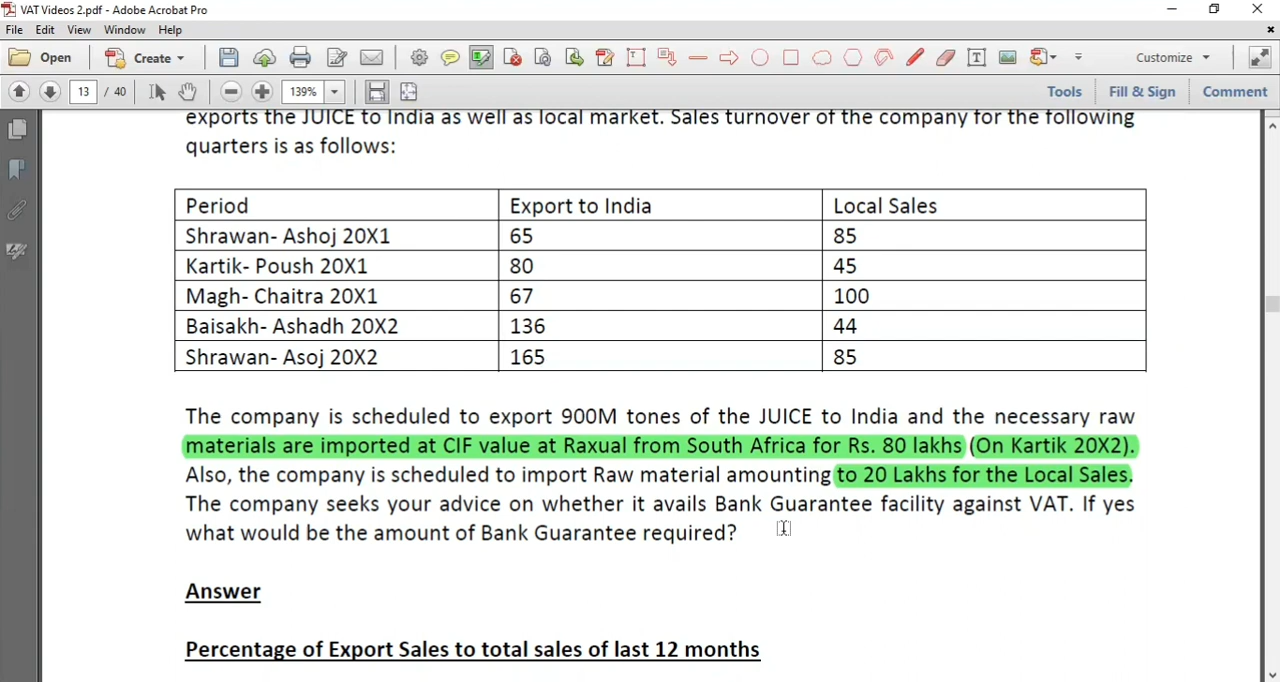 VAT Videos 2.pdf - Adobe Acrobat Pro
File Edit View Window Help
Open Create Customize
13 / 40 139% Tools Fill & Sign Comment
exports the JUICE to India as well as local market. Sales turnover of the company for the following
quarters is as follows:
Period Export to India Local Sales
Shrawan- Ashoj 20X1 65 85
Kartik- Poush 20X1 80 45
Magh- Chaitra 20X1 67 100
Baisakh- Ashadh 20X2 136 44
Shrawan- Asoj 20X2 165 85
The company is scheduled to export 900M tones of the JUICE to India and the necessary raw
materials are imported at CIF value at Raxual from South Africa for Rs. 80 lakhs (On Kartik 20X2).
Also, the company is scheduled to import Raw material amounting to 20 Lakhs for the Local Sales.
The company seeks your advice on whether it avails Bank Guarantee facility against VAT. If yes
what would be the amount of Bank Guarantee required?
Answer
Percentage of Export Sales to total sales of last 12 months